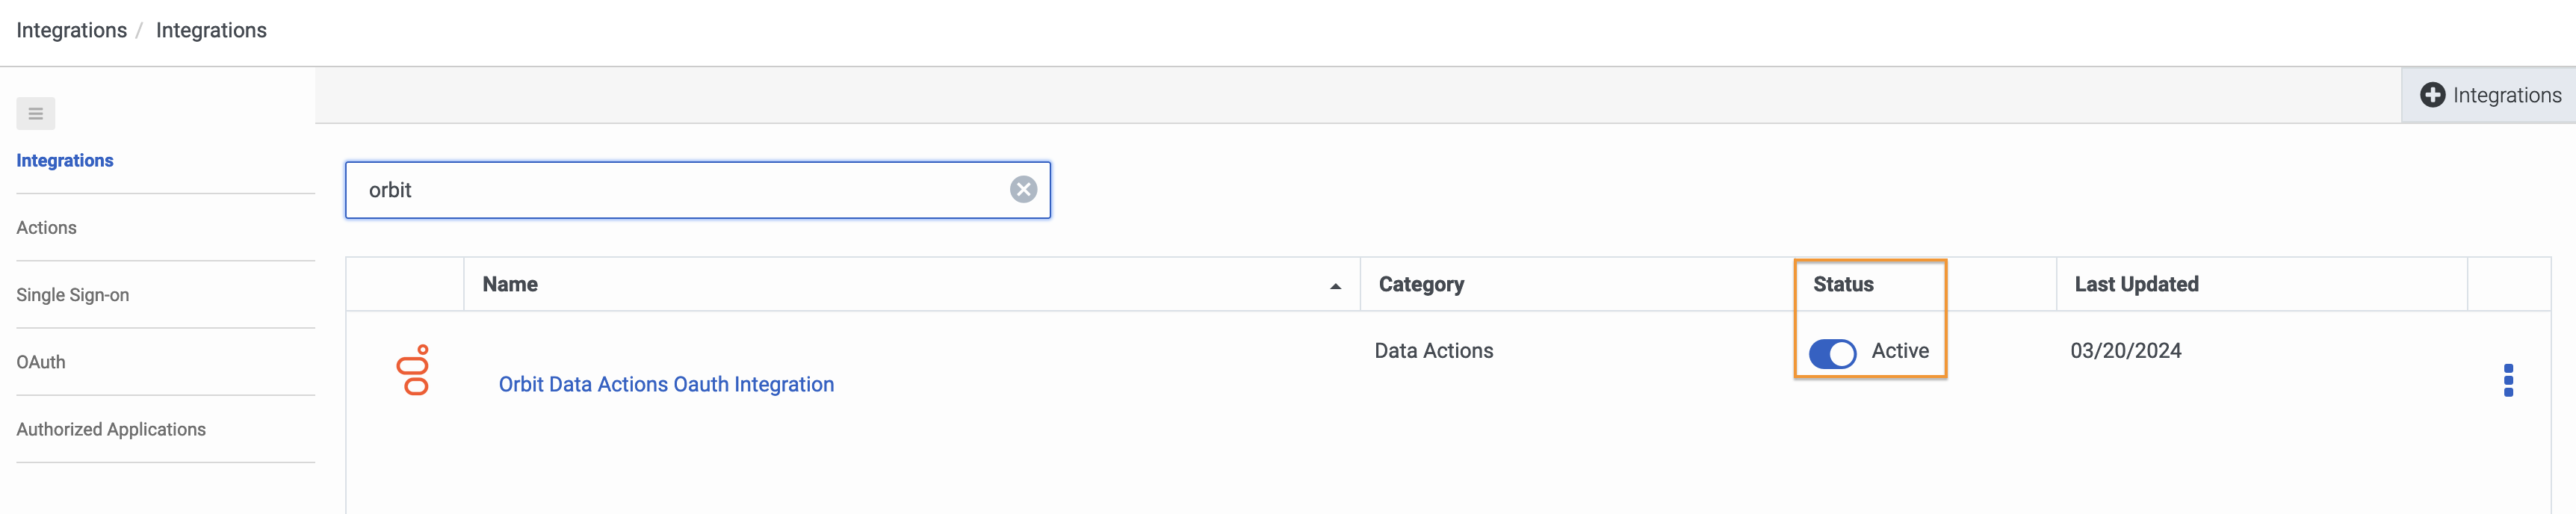 Integrations / Integrations
Integrations
Integrations
Actions
Single Sign-on
OAuth
Authorized Applications
orbit
Name Category Status Last Updated
Orbit Data Actions Oauth Integration Data Actions Active 03/20/2024